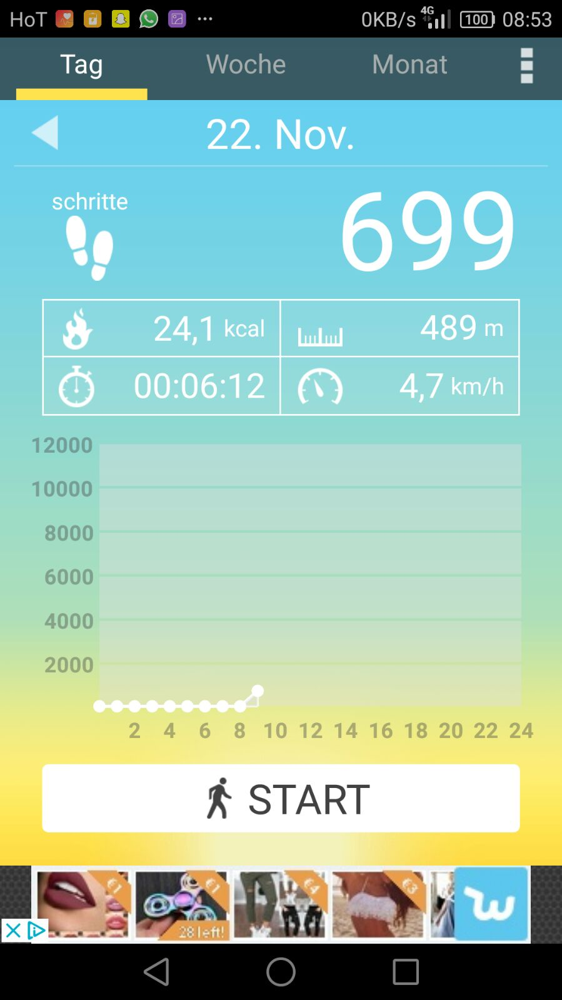 HoT ... 0KB/s 4G 100 08:53
Tag Woche Monat
22. Nov.
schritte 699
24,1 kcal 489 m
00:06:12 4,7 km/h
12000
10000
8000
6000
4000
2000
2 4 6 8 10 12 14 16 18 20 22 24
START
€1 €1 €4 €3
28 left!